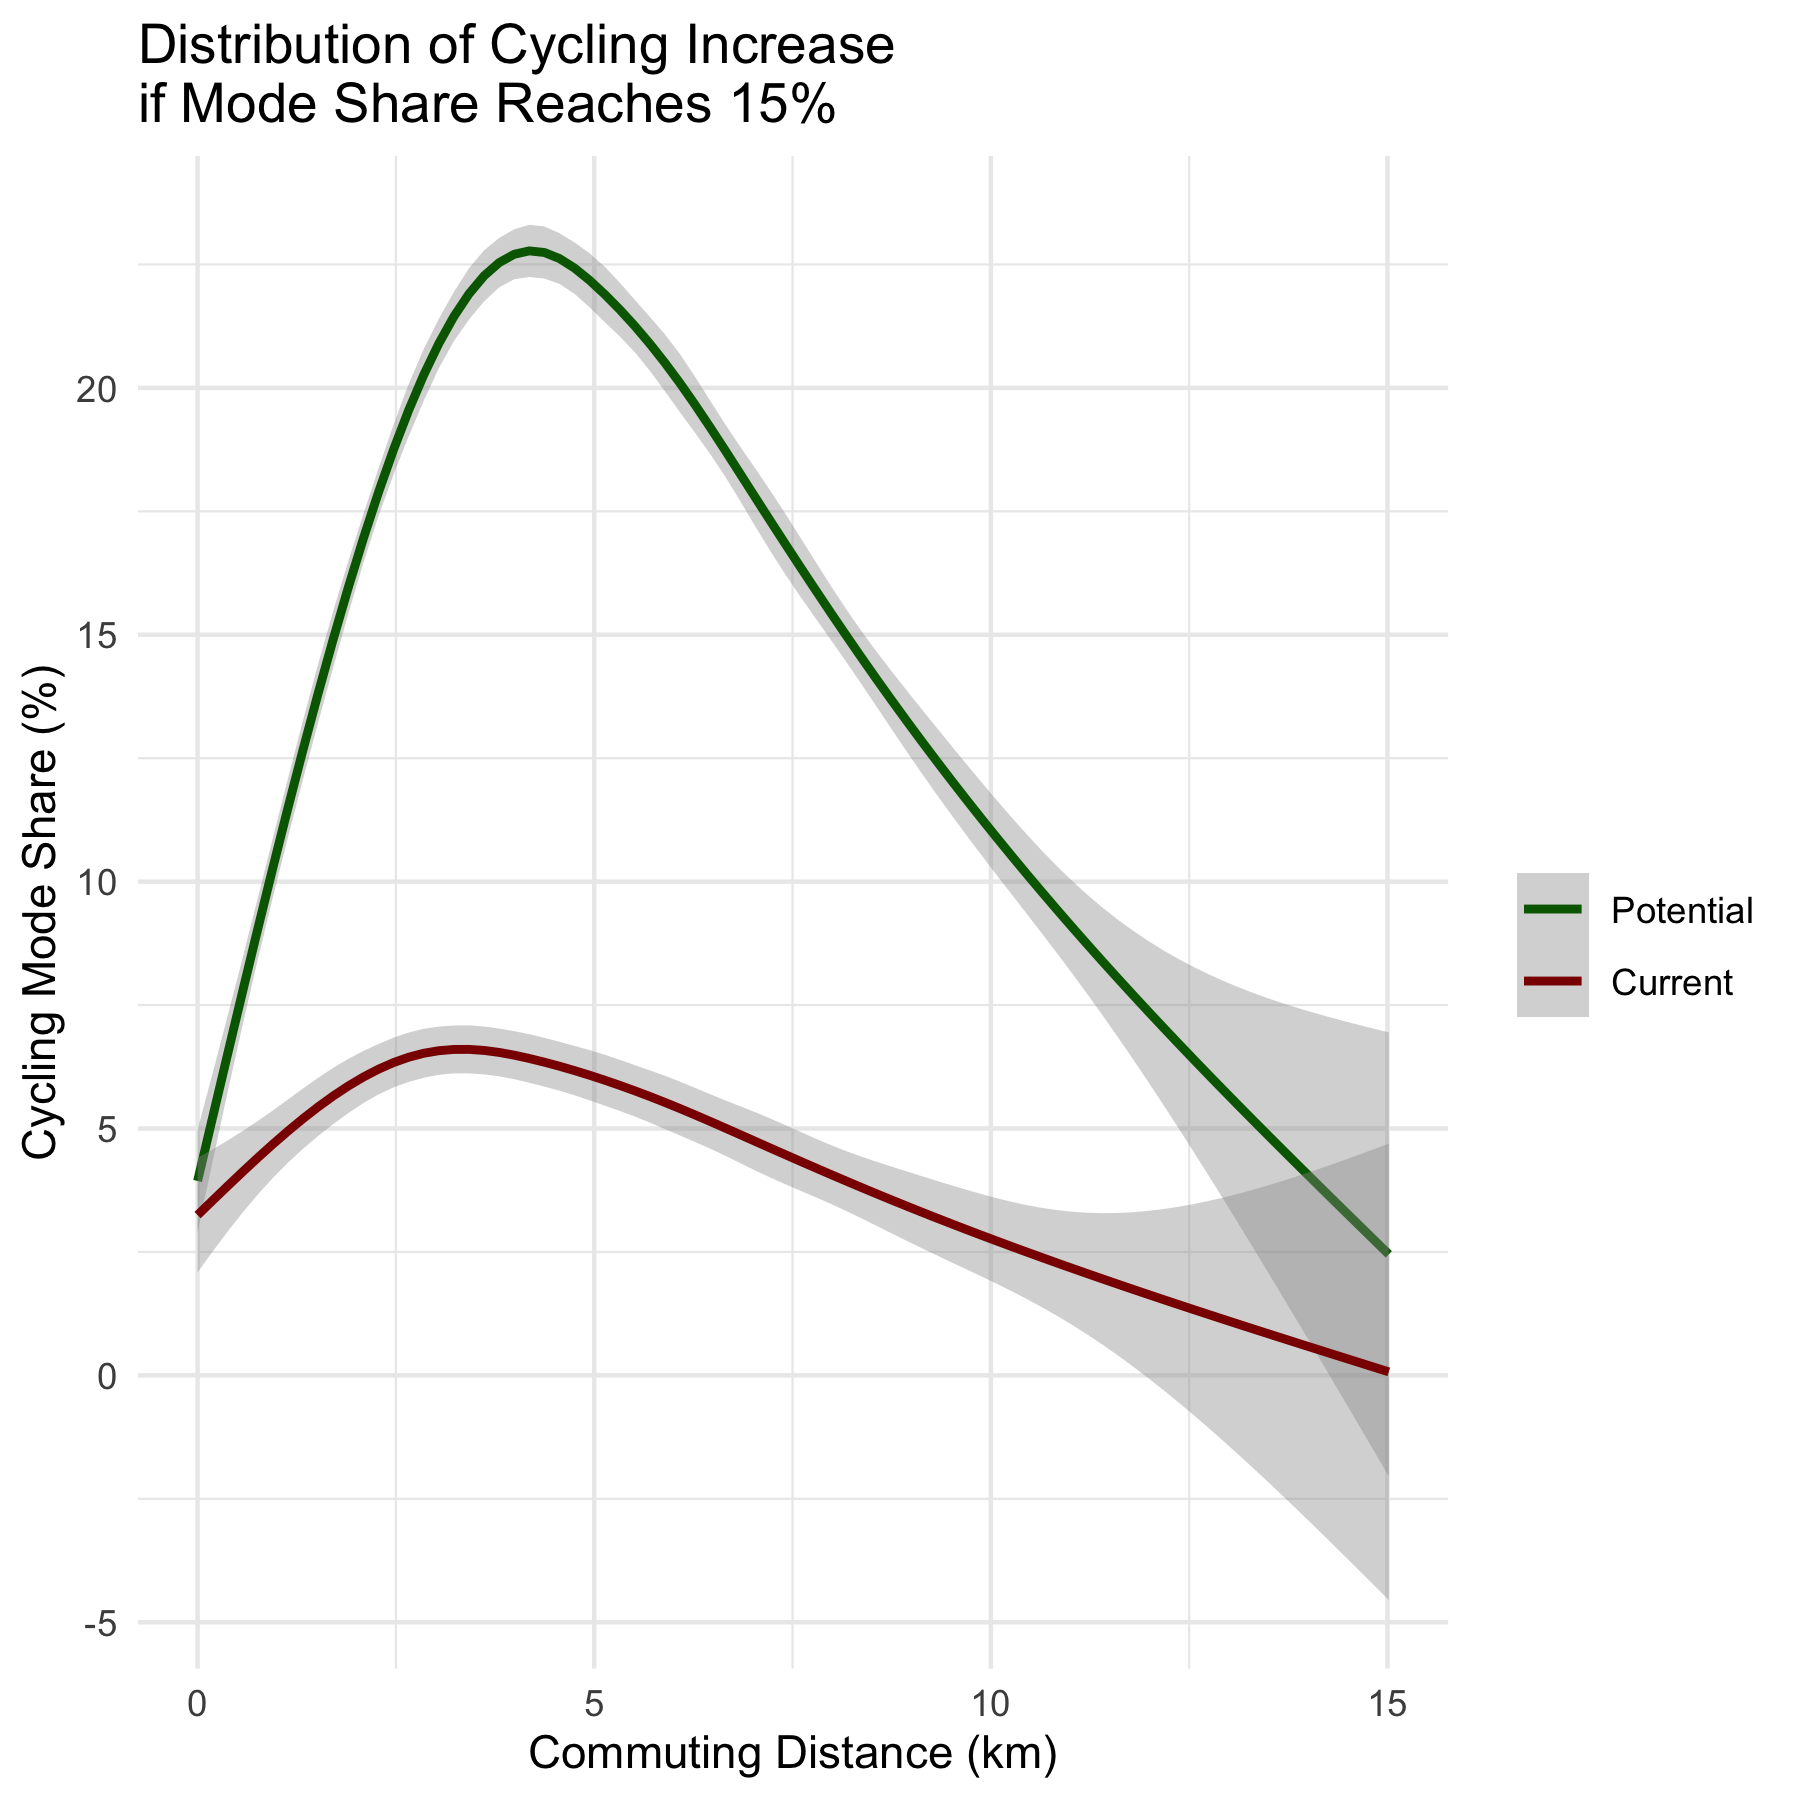 Distribution of Cycling Increase
if Mode Share Reaches 15%
Cycling Mode Share (%)
20
15
10
5
0
-5
0 5 10 15
Commuting Distance (km)
Potential
Current